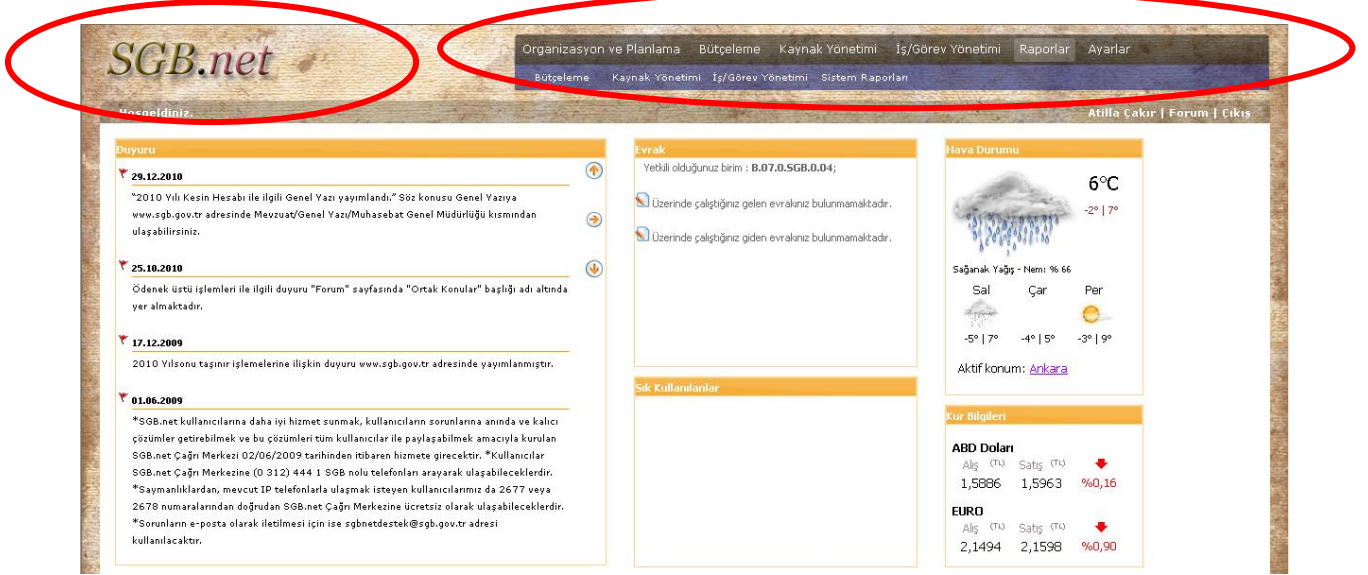 SGB.net
Organizasyon ve Planlama Bütçeleme Kaynak Yönetimi İş/Görev Yönetimi Raporlar Ayarlar
Bütçeleme Kaynak Yönetimi İş/Görev Yönetimi Sistem Raporları
Hoşgeldiniz.
Atilla Çakır | Forum | Çıkış
Duyuru
29.12.2010
"2010 Yılı Kesin Hesabı ile ilgili Genel Yazı yayımlandı." Söz konusu Genel Yazıya
www.sgb.gov.tr adresinde Mevzuat/Genel Yazı/Muhasebat Genel Müdürlüğü kısmından
ulaşabilirsiniz.
25.10.2010
Ödenek üstü işlemleri ile ilgili duyuru "Forum" sayfasında "Ortak Konular" başlığı adı altında
yer almaktadır.
17.12.2009
2010 Yılsonu taşınır işlemelerine ilişkin duyuru www.sgb.gov.tr adresinde yayımlanmıştır.
01.06.2009
*SGB.net kullanıcılarına daha iyi hizmet sunmak, kullanıcıların sorunlarına anında ve kalıcı
çözümler getirebilmek ve bu çözümleri tüm kullanıcılar ile paylaşabilmek amacıyla kurulan
SGB.net Çağrı Merkezi 02/06/2009 tarihinden itibaren hizmete girecektir. *Kullanıcılar
SGB.net Çağrı Merkezine (0 312) 444 1 SGB nolu telefonları arayarak ulaşabileceklerdir.
*Saymanlıklardan, mevcut IP telefonlarla ulaşmak isteyen kullanıcılarımız da 2677 veya
2678 numaralarından doğrudan SGB.net Çağrı Merkezine ücretsiz olarak ulaşabileceklerdir.
*Sorunların e-posta olarak iletilmesi için ise sgbnetdestek@sgb.gov.tr adresi
kullanılacaktır.
Evrak
Yetkili olduğunuz birim : B.07.0.SGB.0.04;
Üzerinde çalıştığınız gelen evrakınız bulunmamaktadır.
Üzerinde çalıştığınız giden evrakınız bulunmamaktadır.
Sık Kullanılanlar
Hava Durumu
6°C
-2° | 7°
Sağanak Yağış - Nem: % 66
Sal Çar Per
-5° | 7° -4° | 5° -3° | 9°
Aktif konum: Ankara
Kur Bilgileri
ABD Doları
Alış (TL) Satış (TL)
1,5886 1,5963 %0,16
EURO
Alış (TL) Satış (TL)
2,1494 2,1598 %0,90